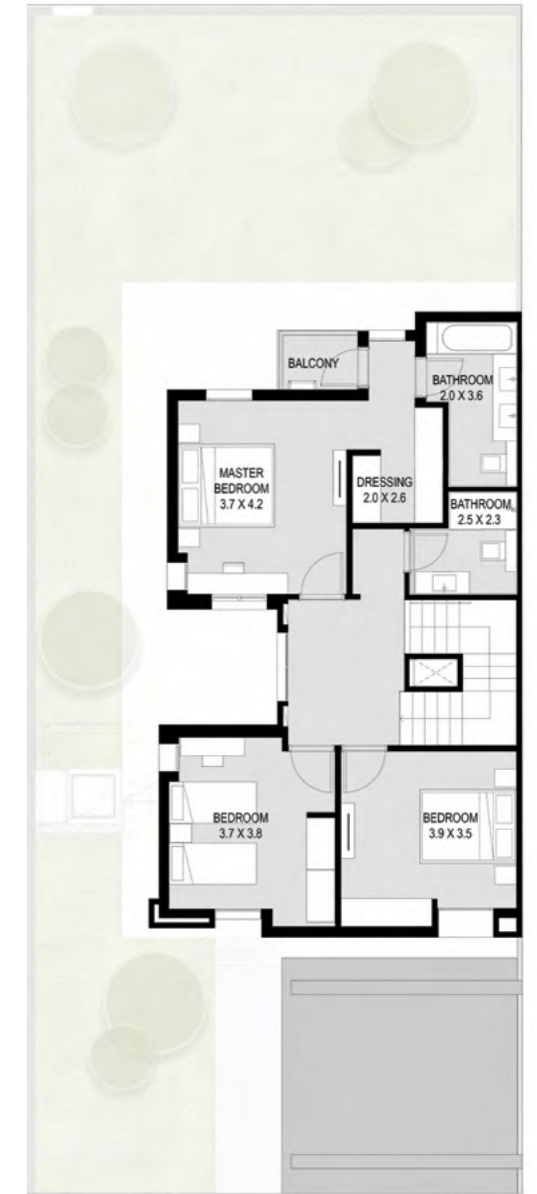 BALCONY
BATHROOM
2.0 X 3.6
MASTER
BEDROOM
3.7 X 4.2
DRESSING
2.0 X 2.6
BATHROOM
2.5 X 2.3
BEDROOM
3.7 X 3.8
BEDROOM
3.9 X 3.5